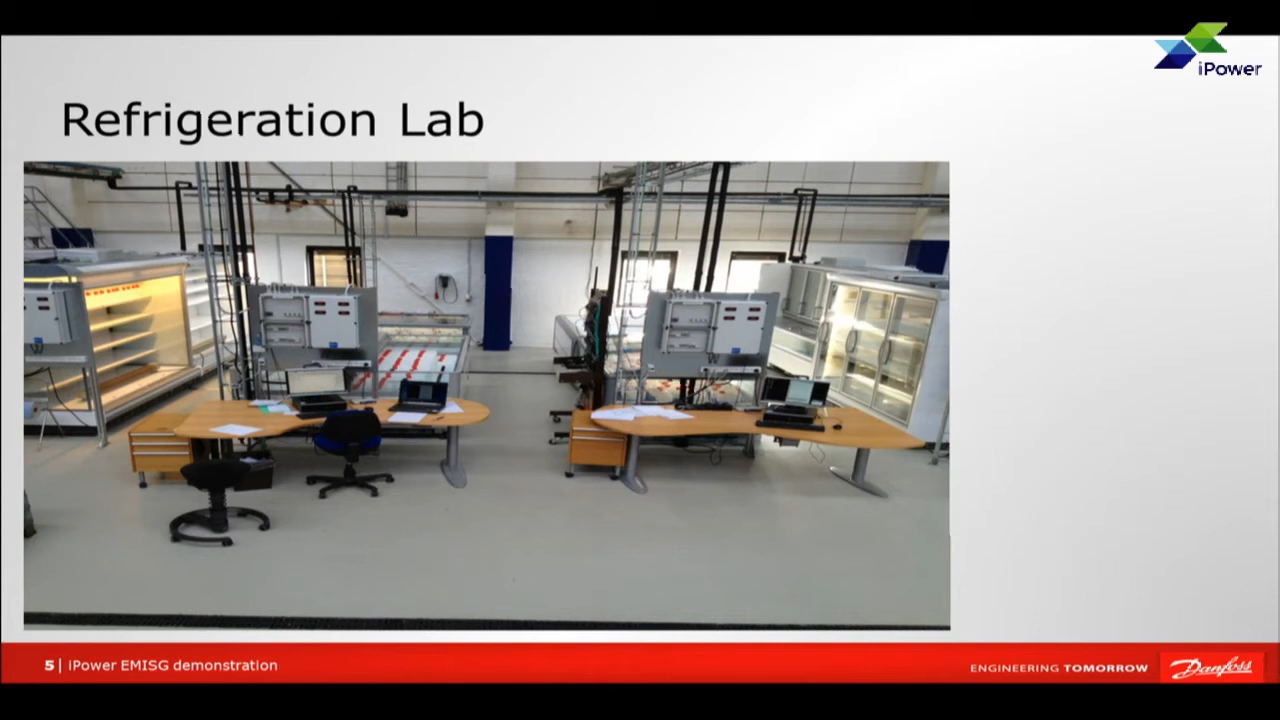 iPower
Refrigeration Lab
5 | iPower EMISG demonstration
ENGINEERING TOMORROW
Danfoss